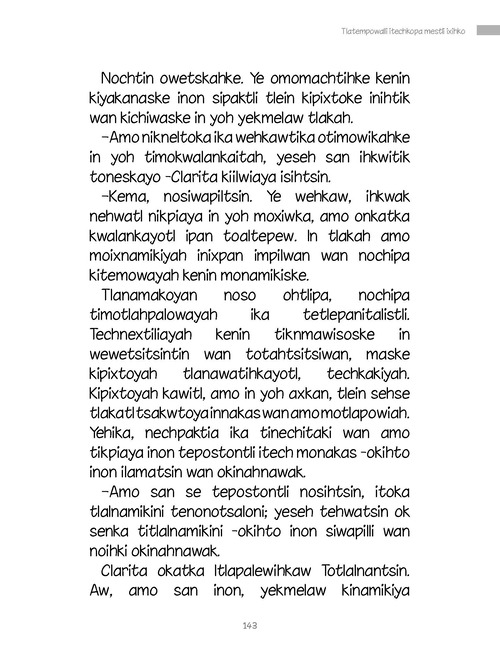 Tlatempowalli itechkopa mestli ixihko
Nochtin owetskahke. Ye omomachtihke kenin
kiyakanaske inon sipaktli tlein kipixtoke inihtik
wan kichiwaske in yoh yekmelaw tlakah.
–Amo nikneltoka ika wehkawtika otimowikahke
in yoh timokwalankaitah, yeseh san ihkwitik
toneskayo -Clarita kiilwiaya isihtsin.
–Kema, nosiwapiltsin. Ye wehkaw, ihkwak
nehwatl nikpiaya in yoh moxiwka, amo onkatka
kwalankayotl ipan toaltepew. In tlakah amo
moixnamikiyah inixpan impilwan wan nochipa
kitemowayah kenin monamikiske.
Tlanamakoyan noso ohtlipa, nochipa
timotlahpalowayah ika tetlepanitalistli.
Technextiliayah kenin tiknmawisoske in
wewetsitsintin wan totahtsitsiwan, maske
kipixtoyah tlanawatihkayotl, techkakiyah.
Kipixtoyah kawitl, amo in yoh axkan, tlein sehse
tlakatl tsakwtoya innakas wan amo motlapowiah.
Yehika, nechpaktia ika tinechitaki wan amo
tikpiaya inon tepostontli itech monakas -okihto
inon ilamatsin wan okinahnawak.
–Amo san se tepostontli nosihtsin, itoka
tlalnamikini tenonotsaloni; yeseh tehwatsin ok
senka titlalnamikini -okihto inon siwapilli wan
noihki okinahnawak.
Clarita okatka Itlapalewihkaw Totlalnantsin.
Aw, amo san inon, yekmelaw kinamikiya
143